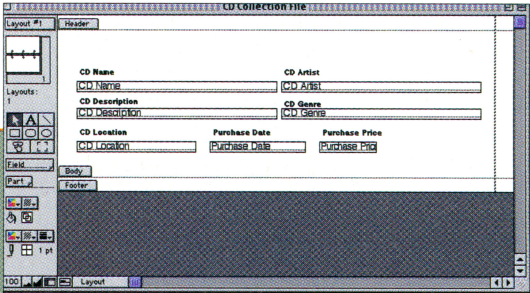 CD Collection File
Layout #1
Header
1
Layouts:
1
CD Name
CD Artist
CD Name
CD Artist
CD Description
CD Genre
CD Description
CD Genre
CD Location
Purchase Date
Purchase Price
CD Location
Purchase Date
Purchase Pric
A
Field
Part
Body
Footer
1 pt
100
Layout